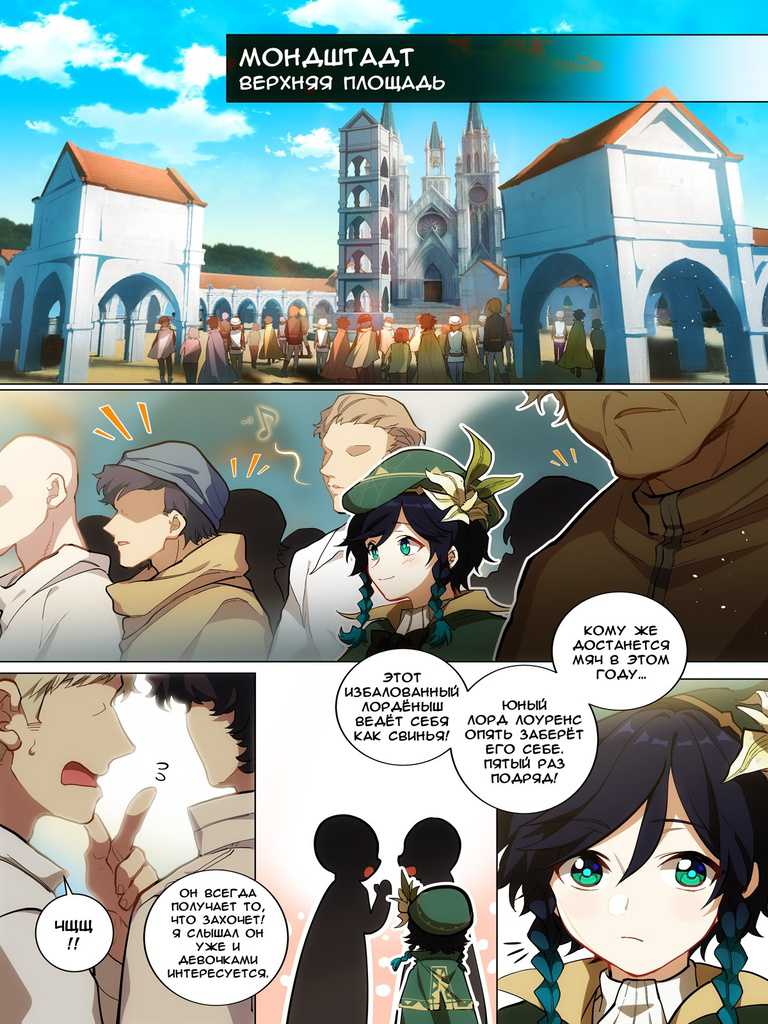 МОНДШТАДТ
ВЕРХНЯЯ ПЛОЩАДЬ
КОМУ ЖЕ
ДОСТАНЕТСЯ
МЯЧ В ЭТОМ
ГОДУ...
ЮНЫЙ
ЛОРД ЛОУРЕНС
ОПЯТЬ ЗАБЕРЁТ
ЕГО СЕБЕ.
ПЯТЫЙ РАЗ
ПОДРЯД!
ЭТОТ
ИЗБАЛОВАННЫЙ
ЛОРДЁНЫШ
ВЕДЁТ СЕБЯ
КАК СВИНЬЯ!
ОН ВСЕГДА
ПОЛУЧАЕТ ТО,
ЧТО ЗАХОЧЕТ!
Я СЛЫШАЛ ОН
УЖЕ И
ДЕВОЧКАМИ
ИНТЕРЕСУЕТСЯ.
ЧЩЩ
!!